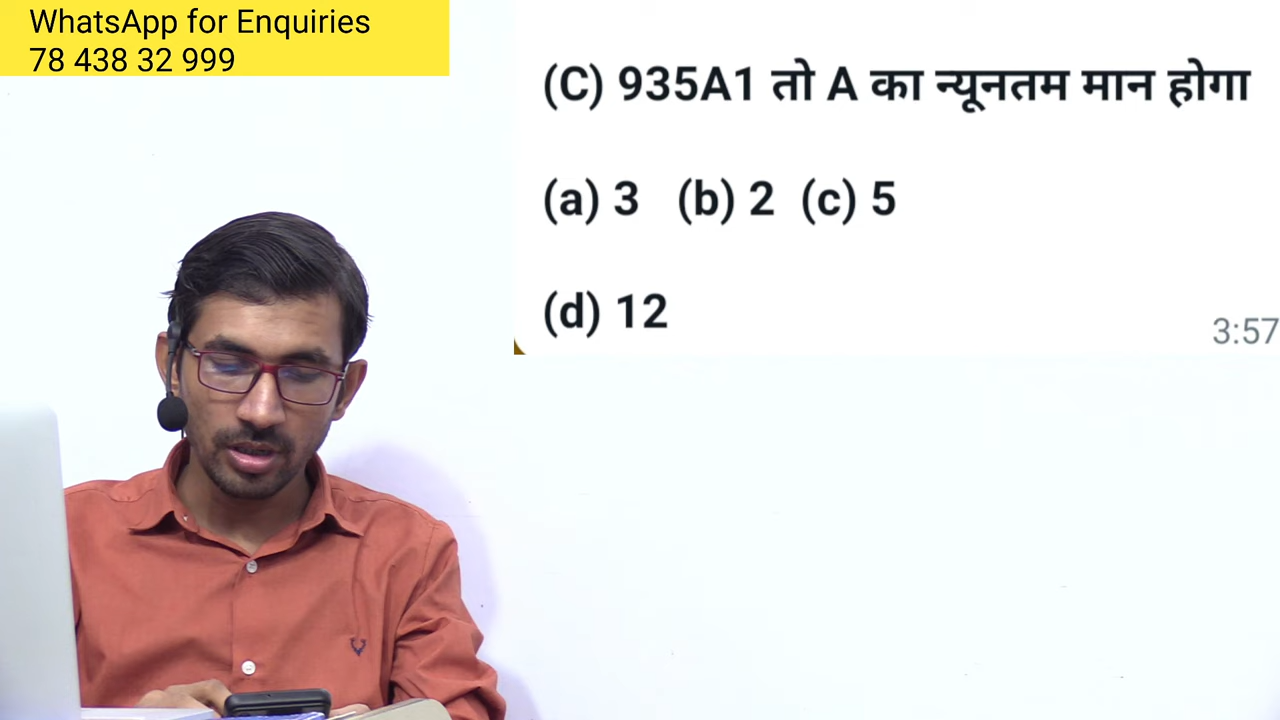 WhatsApp for Enquiries
78 438 32 999
(C) 935A1 तो A का न्यूनतम मान होगा
(a) 3 (b) 2 (c) 5
(d) 12
3:57